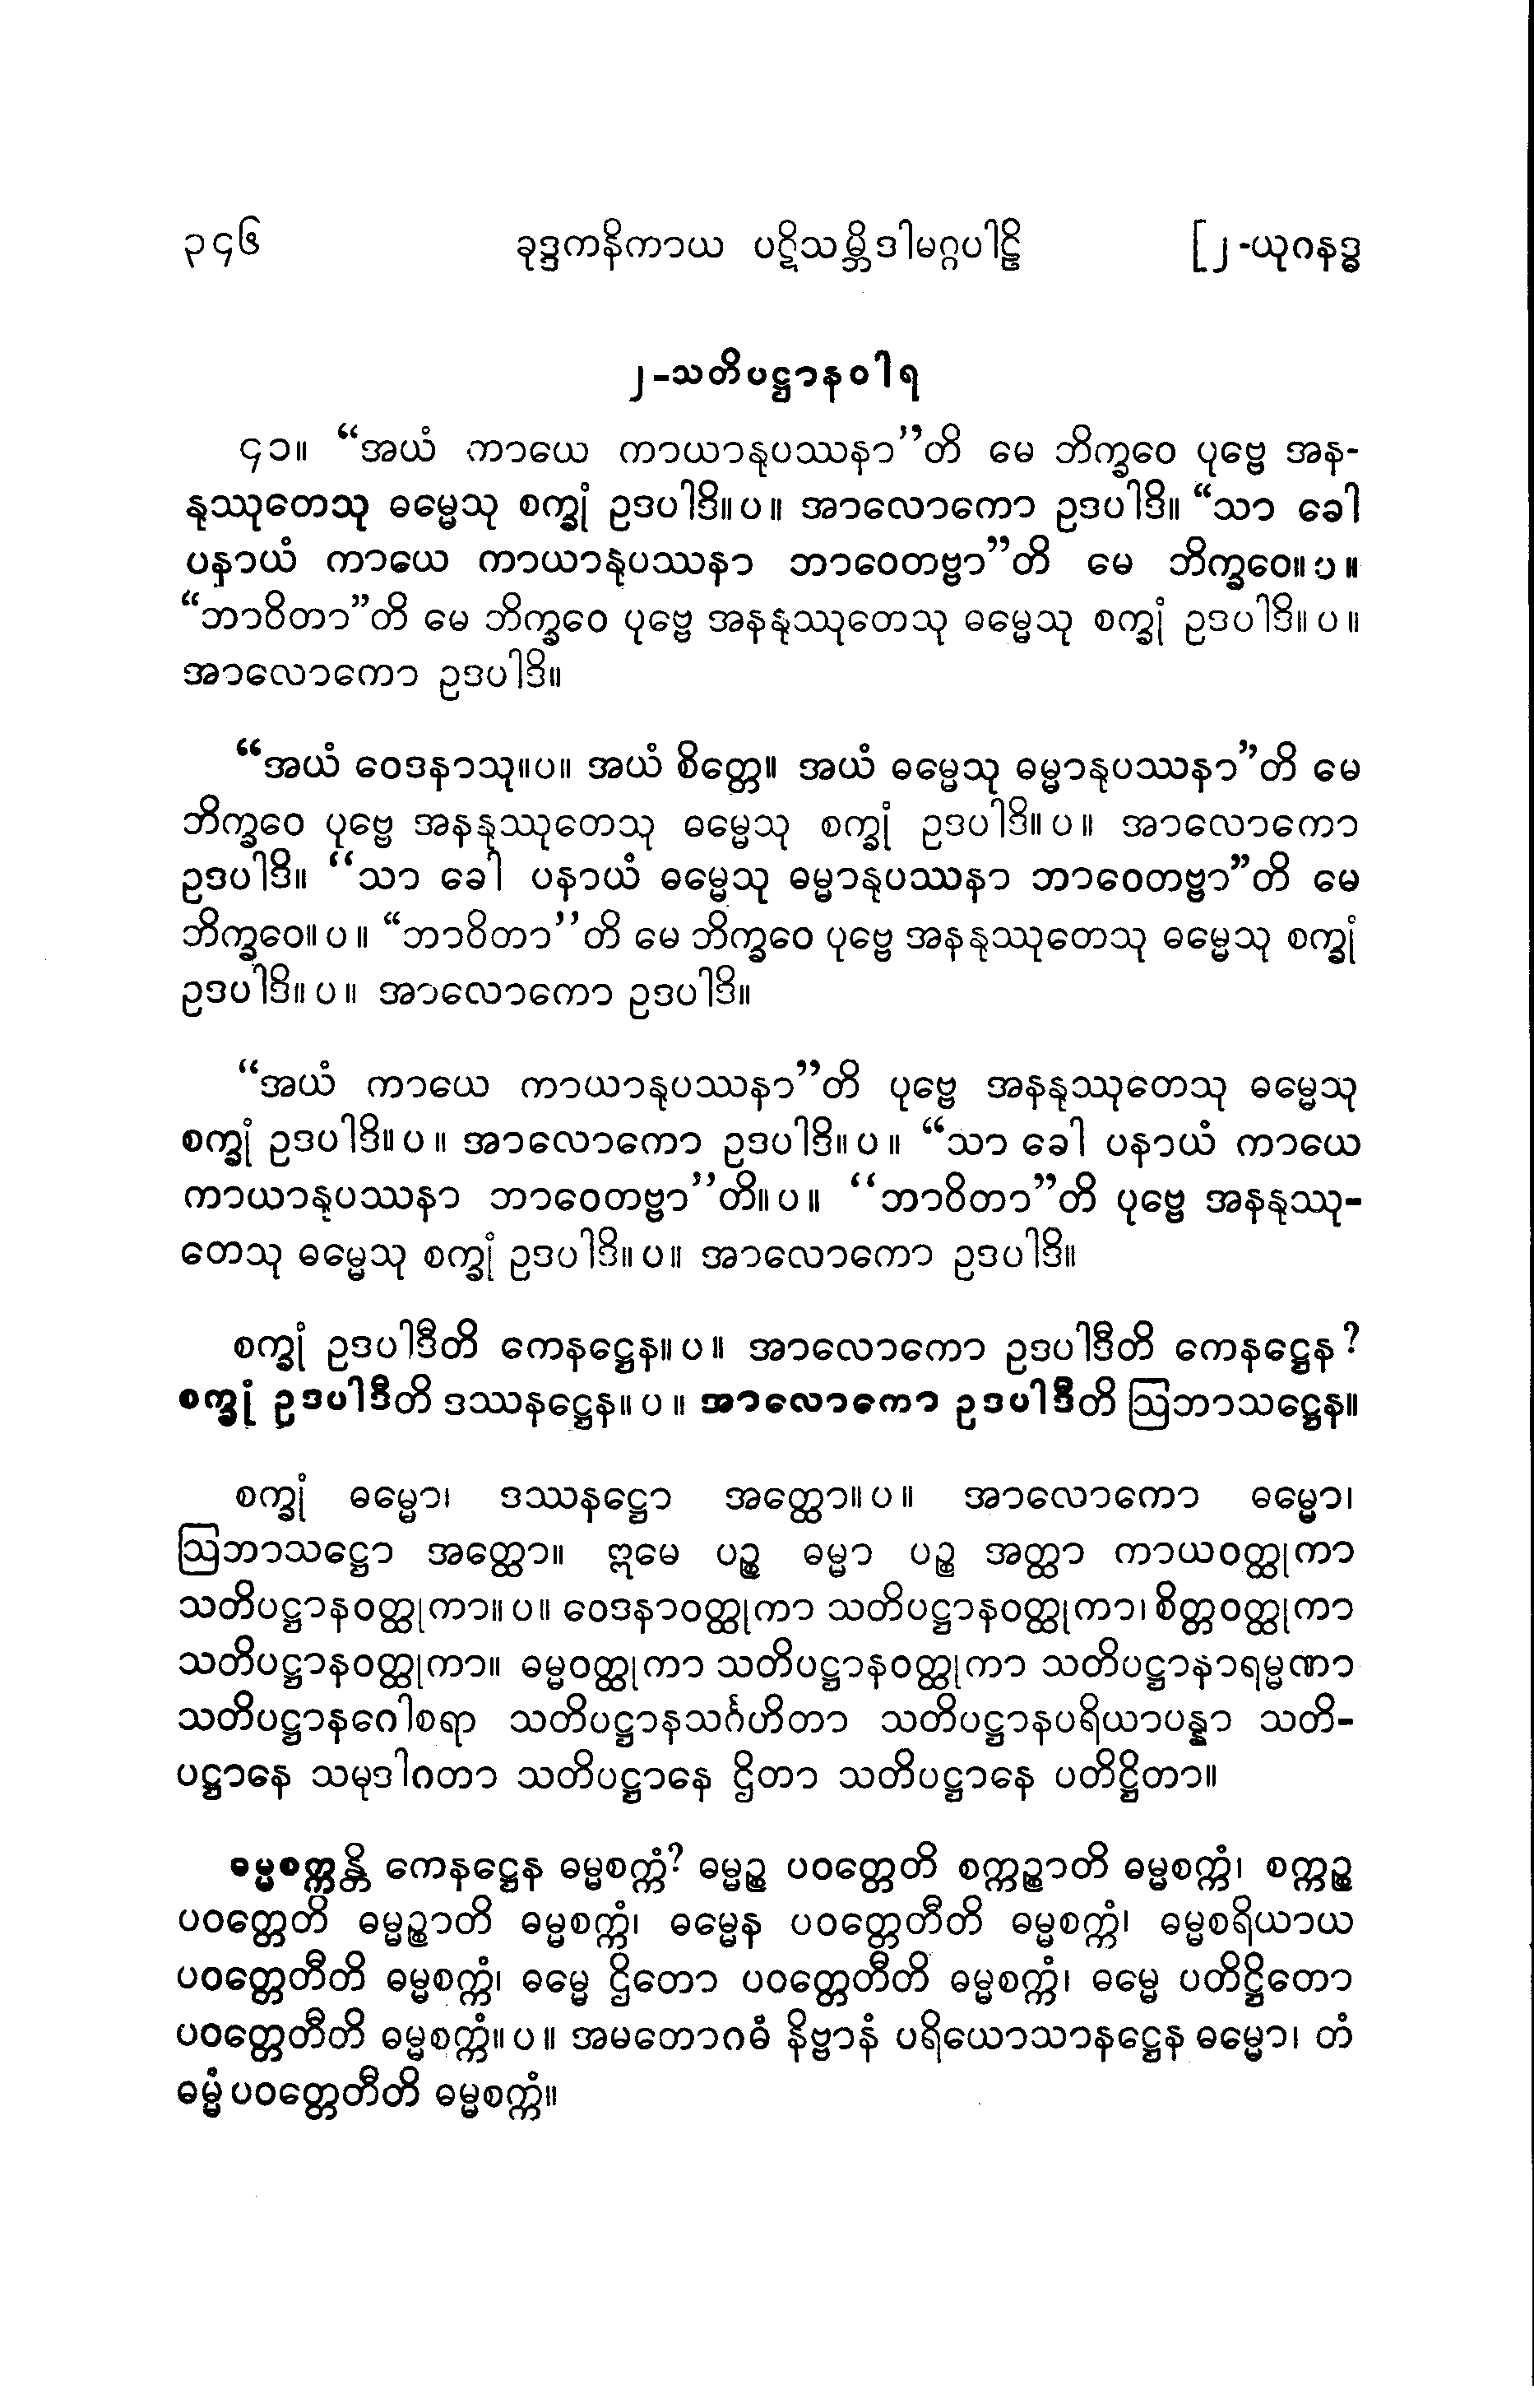 ၃၄၆ ခုဒ္ဒကနိကာယ ပဋိသမ္ဘိဒါမဂ္ဂပါဠိ [၂-ယုဂနဒ္ဓ
၂-သတိပဋ္ဌာနဝါရ
၄၁။ “အယံ ကာယေ ကာယာနုပဿနာ”တိ မေ ဘိက္ခဝေ ပုဗ္ဗေ အန-
နုဿုတေသု ဓမ္မေသု စက္ခုံ ဥဒပါဒိ။ပ။ အာလောကော ဥဒပါဒိ။ “သာ ခေါ
ပနာယံ ကာယေ ကာယာနုပဿနာ ဘာဝေတဗ္ဗာ”တိ မေ ဘိက္ခဝေ။ပ။
“ဘာဝိတာ”တိ မေ ဘိက္ခဝေ ပုဗ္ဗေ အနနုဿုတေသု ဓမ္မေသု စက္ခုံ ဥဒပါဒိ။ပ။
အာလောကော ဥဒပါဒိ။
“အယံ ဝေဒနာသု။ပ။ အယံ စိတ္တေ။ အယံ ဓမ္မေသု ဓမ္မာနုပဿနာ”တိ မေ
ဘိက္ခဝေ ပုဗ္ဗေ အနနုဿုတေသု ဓမ္မေသု စက္ခုံ ဥဒပါဒိ။ပ။ အာလောကော
ဥဒပါဒိ။ “သာ ခေါ ပနာယံ ဓမ္မေသု ဓမ္မာနုပဿနာ ဘာဝေတဗ္ဗာ”တိ မေ
ဘိက္ခဝေ။ပ။ “ဘာဝိတာ”တိ မေ ဘိက္ခဝေ ပုဗ္ဗေ အနနုဿုတေသု ဓမ္မေသု စက္ခုံ
ဥဒပါဒိ။ပ။ အာလောကော ဥဒပါဒိ။
“အယံ ကာယေ ကာယာနုပဿနာ”တိ ပုဗ္ဗေ အနနုဿုတေသု ဓမ္မေသု
စက္ခုံ ဥဒပါဒိ။ပ။ အာလောကော ဥဒပါဒိ။ပ။ “သာ ခေါ ပနာယံ ကာယေ
ကာယာနုပဿနာ ဘာဝေတဗ္ဗာ”တိ။ပ။ “ဘာဝိတာ”တိ ပုဗ္ဗေ အနနုဿု-
တေသု ဓမ္မေသု စက္ခုံ ဥဒပါဒိ။ပ။ အာလောကော ဥဒပါဒိ။
စက္ခုံ ဥဒပါဒီတိ ကေနဋ္ဌေန။ပ။ အာလောကော ဥဒပါဒီတိ ကေနဋ္ဌေန?
စက္ခုံ ဥဒပါဒီတိ ဒဿနဋ္ဌေန။ပ။ အာလောကော ဥဒပါဒီတိ ဩဘာသဋ္ဌေန။
စက္ခုံ ဓမ္မော၊ ဒဿနဋ္ဌော အတ္ထော။ပ။ အာလောကော ဓမ္မော၊
ဩဘာသဋ္ဌော အတ္ထော။ ဣမေ ပဉ္စ ဓမ္မာ ပဉ္စ အတ္ထာ ကာယဝတ္ထုကာ
သတိပဋ္ဌာနဝတ္ထုကာ။ပ။ ဝေဒနာဝတ္ထုကာ သတိပဋ္ဌာနဝတ္ထုကာ၊ စိတ္တဝတ္ထုကာ
သတိပဋ္ဌာနဝတ္ထုကာ။ ဓမ္မဝတ္ထုကာ သတိပဋ္ဌာနဝတ္ထုကာ သတိပဋ္ဌာနာရမ္မဏာ
သတိပဋ္ဌာနဂေါစရာ သတိပဋ္ဌာနသင်္ဂဟိတာ သတိပဋ္ဌာနပရိယာပန္နာ သတိ-
ပဋ္ဌာနေ သမုဒါဂတာ သတိပဋ္ဌာနေ ဌိတာ သတိပဋ္ဌာနေ ပတိဋ္ဌိတာ။
ဓမ္မစက္ကန္တိ ကေနဋ္ဌေန ဓမ္မစက္ကံ? ဓမ္မဉ္စ ပဝတ္တေတိ စက္ကဉ္စာတိ ဓမ္မစက္ကံ၊ စက္ကဉ္စ
ပဝတ္တေတိ ဓမ္မဉ္စာတိ ဓမ္မစက္ကံ၊ ဓမ္မေန ပဝတ္တေတီတိ ဓမ္မစက္ကံ၊ ဓမ္မစရိယာယ
ပဝတ္တေတီတိ ဓမ္မစက္ကံ၊ ဓမ္မေ ဌိတော ပဝတ္တေတီတိ ဓမ္မစက္ကံ၊ ဓမ္မေ ပတိဋ္ဌိတော
ပဝတ္တေတီတိ ဓမ္မစက္ကံ။ပ။ အမတောဂဓံ နိဗ္ဗာနံ ပရိယောသာနဋ္ဌေန ဓမ္မော၊ တံ
ဓမ္မံ ပဝတ္တေတီတိ ဓမ္မစက္ကံ။